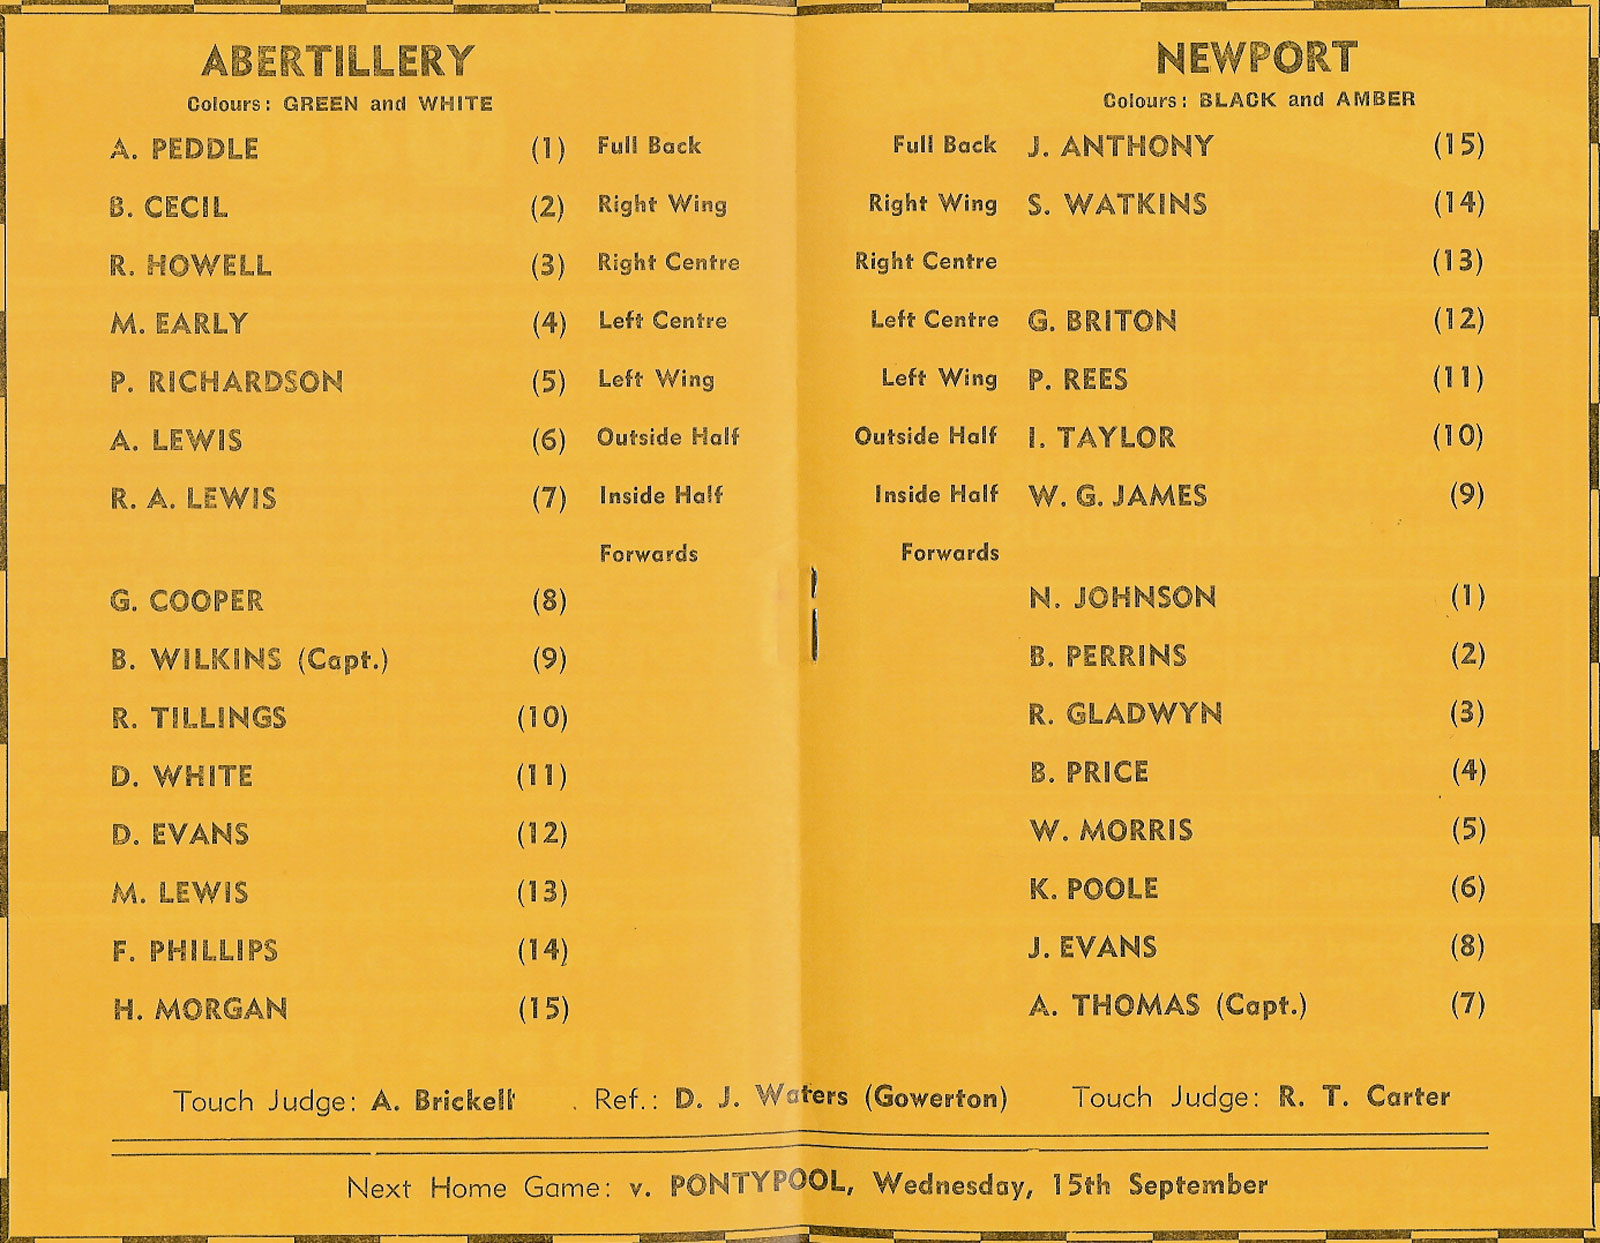 ABERTILLERY
Colours: GREEN and WHITE
A. PEDDLE (1) Full Back
B. CECIL (2) Right Wing
R. HOWELL (3) Right Centre
M. EARLY (4) Left Centre
P. RICHARDSON (5) Left Wing
A. LEWIS (6) Outside Half
R. A. LEWIS (7) Inside Half
Forwards
G. COOPER (8)
B. WILKINS (Capt.) (9)
R. TILLINGS (10)
D. WHITE (11)
D. EVANS (12)
M. LEWIS (13)
F. PHILLIPS (14)
H. MORGAN (15)
NEWPORT
Colours: BLACK and AMBER
Full Back J. ANTHONY (15)
Right Wing S. WATKINS (14)
Right Centre (13)
Left Centre G. BRITON (12)
Left Wing P. REES (11)
Outside Half I. TAYLOR (10)
Inside Half W. G. JAMES (9)
Forwards
N. JOHNSON (1)
B. PERRINS (2)
R. GLADWYN (3)
B. PRICE (4)
W. MORRIS (5)
K. POOLE (6)
J. EVANS (8)
A. THOMAS (Capt.) (7)
Touch Judge: A. Brickell Ref.: D. J. Waters (Gowerton) Touch Judge: R. T. Carter
Next Home Game: v. PONTYPOOL, Wednesday, 15th September